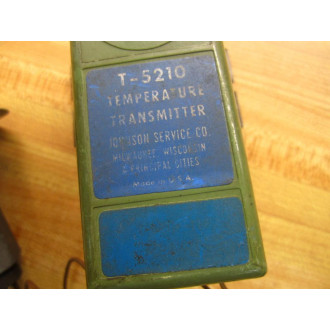 T-5210
TEMPERATURE
TRANSMITTER
JOHNSON SERVICE CO.
MILWAUKEE, WISCONSIN
& PRINCIPAL CITIES
MADE IN U.S.A.